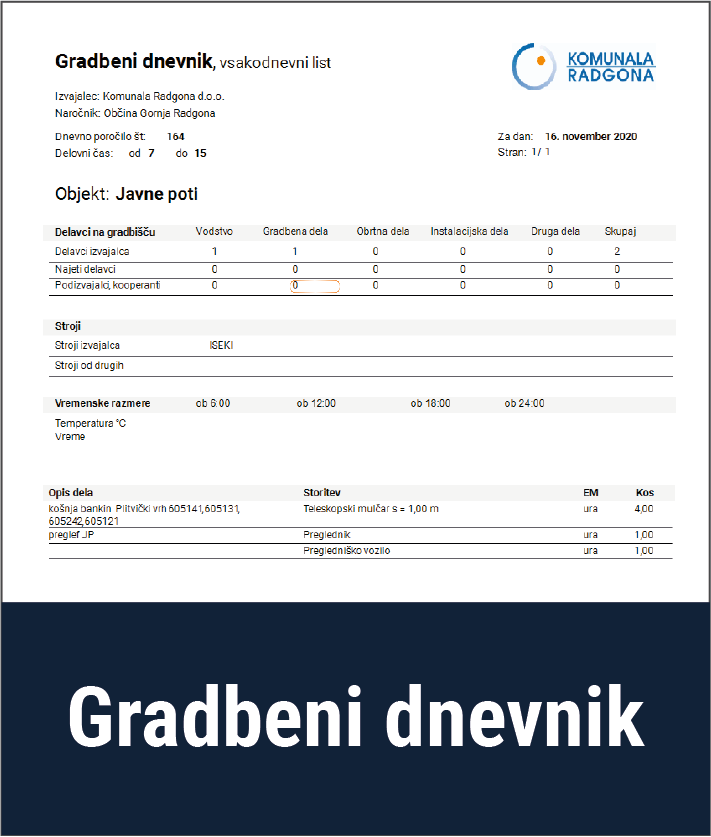 Gradbeni dnevnik, vsakodnevni list
KOMUNALA
RADGONA
Izvajalec: Komunala Radgona d.o.o.
Naročnik: Občina Gornja Radgona
Dnevno poročilo št: 164 Za dan: 16. november 2020
Delovni čas: od 7 do 15 Stran: 1/ 1
Objekt: Javne poti
Delavci na gradbišču Vodstvo Gradbena dela Obrtna dela Instalacijska dela Druga dela Skupaj
Delavci izvajalca 1 1 0 0 0 2
Najeti delavci 0 0 0 0 0 0
Podizvajalci, kooperanti 0 0 0 0 0 0
Stroji
Stroji izvajalca ISEKI
Stroji od drugih
Vremenske razmere ob 6:00 ob 12:00 ob 18:00 ob 24:00
Temperatura °C
Vreme
Opis dela Storitev EM Kos
košnja bankin Plitvički vrh 605141,605131, Teleskopski mulčar s = 1,00 m ura 4,00
605242,605121
preglef JP Preglednik ura 1,00
Pregledniško vozilo ura 1,00
Gradbeni dnevnik